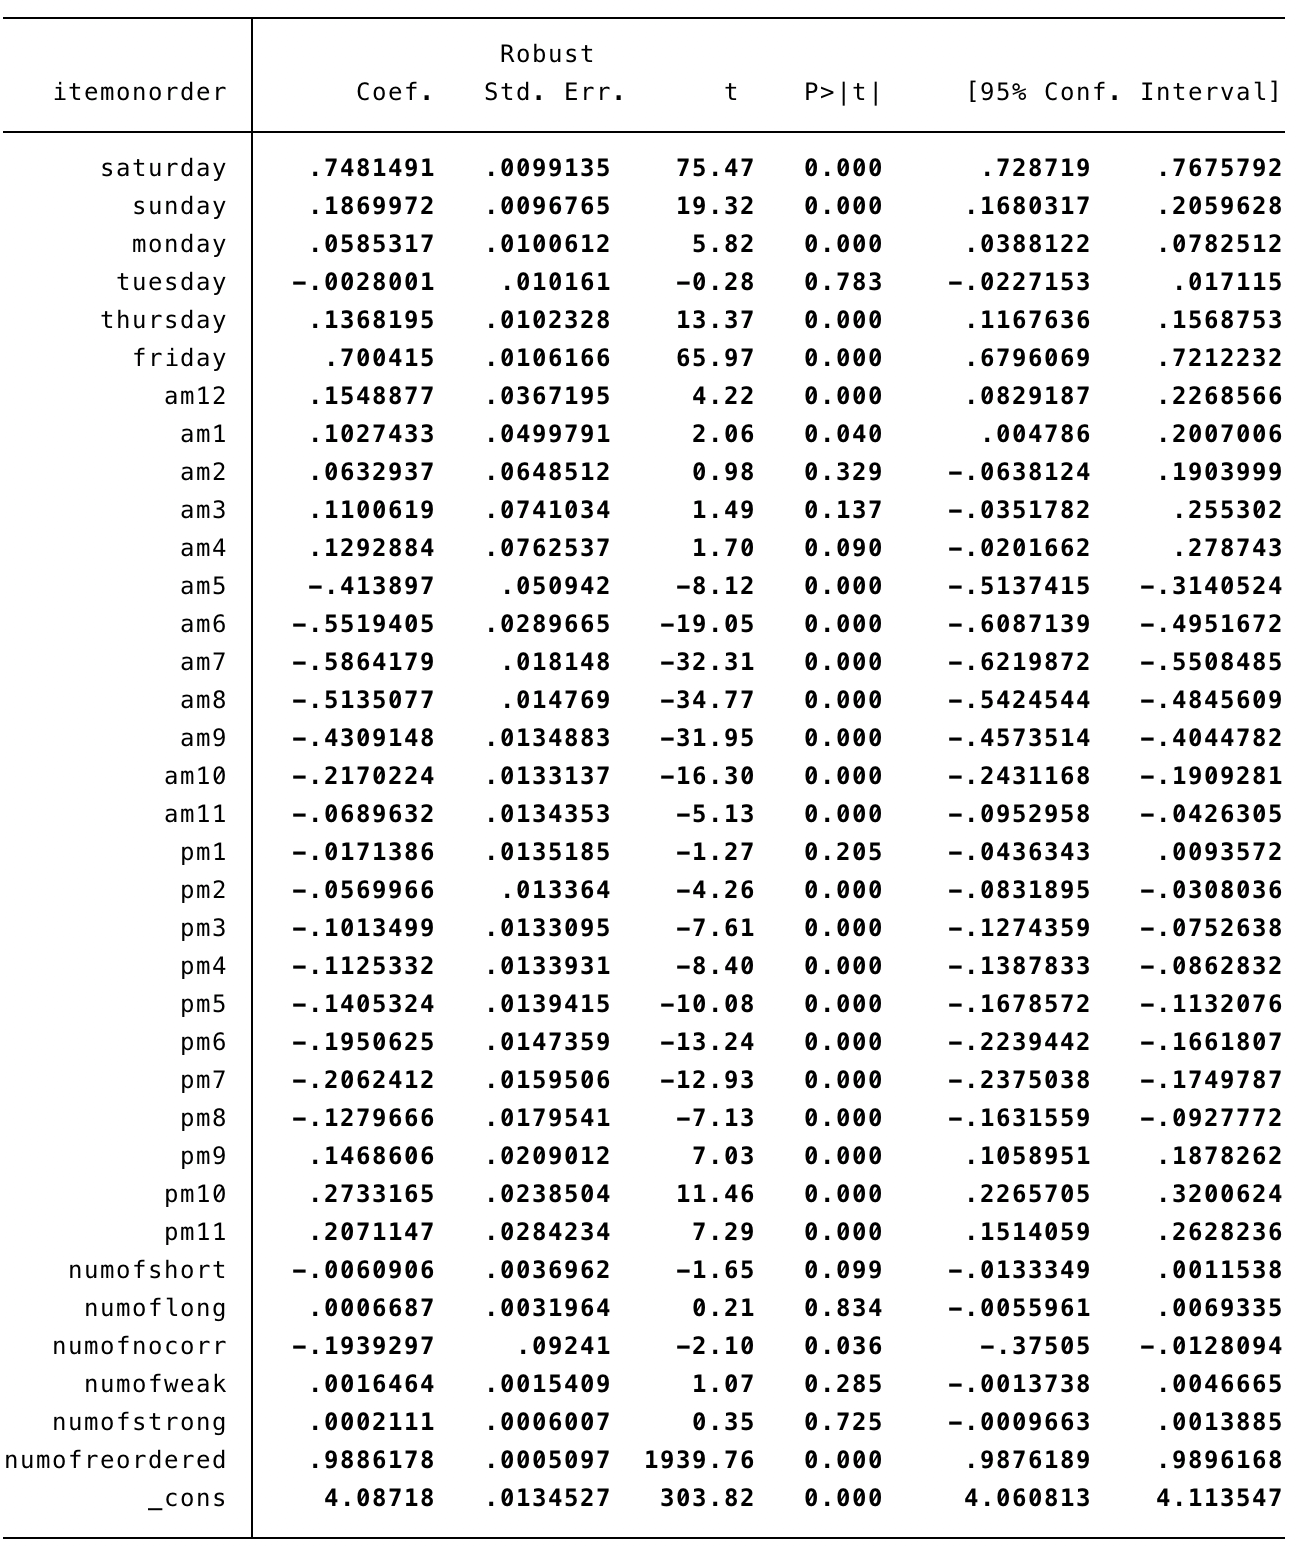 Robust
itemonorder Coef. Std. Err. t P>|t| [95% Conf. Interval]
saturday .7481491 .0099135 75.47 0.000 .728719 .7675792
sunday .1869972 .0096765 19.32 0.000 .1680317 .2059628
monday .0585317 .0100612 5.82 0.000 .0388122 .0782512
tuesday -.0028001 .010161 -0.28 0.783 -.0227153 .017115
thursday .1368195 .0102328 13.37 0.000 .1167636 .1568753
friday .700415 .0106166 65.97 0.000 .6796069 .7212232
am12 .1548877 .0367195 4.22 0.000 .0829187 .2268566
am1 .1027433 .0499791 2.06 0.040 .004786 .2007006
am2 .0632937 .0648512 0.98 0.329 -.0638124 .1903999
am3 .1100619 .0741034 1.49 0.137 -.0351782 .255302
am4 .1292884 .0762537 1.70 0.090 -.0201662 .278743
am5 -.413897 .050942 -8.12 0.000 -.5137415 -.3140524
am6 -.5519405 .0289665 -19.05 0.000 -.6087139 -.4951672
am7 -.5864179 .018148 -32.31 0.000 -.6219872 -.5508485
am8 -.5135077 .014769 -34.77 0.000 -.5424544 -.4845609
am9 -.4309148 .0134883 -31.95 0.000 -.4573514 -.4044782
am10 -.2170224 .0133137 -16.30 0.000 -.2431168 -.1909281
am11 -.0689632 .0134353 -5.13 0.000 -.0952958 -.0426305
pm1 -.0171386 .0135185 -1.27 0.205 -.0436343 .0093572
pm2 -.0569966 .013364 -4.26 0.000 -.0831895 -.0308036
pm3 -.1013499 .0133095 -7.61 0.000 -.1274359 -.0752638
pm4 -.1125332 .0133931 -8.40 0.000 -.1387833 -.0862832
pm5 -.1405324 .0139415 -10.08 0.000 -.1678572 -.1132076
pm6 -.1950625 .0147359 -13.24 0.000 -.2239442 -.1661807
pm7 -.2062412 .0159506 -12.93 0.000 -.2375038 -.1749787
pm8 -.1279666 .0179541 -7.13 0.000 -.1631559 -.0927772
pm9 .1468606 .0209012 7.03 0.000 .1058951 .1878262
pm10 .2733165 .0238504 11.46 0.000 .2265705 .3200624
pm11 .2071147 .0284234 7.29 0.000 .1514059 .2628236
numofshort -.0060906 .0036962 -1.65 0.099 -.0133349 .0011538
numoflong .0006687 .0031964 0.21 0.834 -.0055961 .0069335
numofnocorr -.1939297 .09241 -2.10 0.036 -.37505 -.0128094
numofweak .0016464 .0015409 1.07 0.285 -.0013738 .0046665
numofstrong .0002111 .0006007 0.35 0.725 -.0009663 .0013885
numofreordered .9886178 .0005097 1939.76 0.000 .9876189 .9896168
_cons 4.08718 .0134527 303.82 0.000 4.060813 4.113547